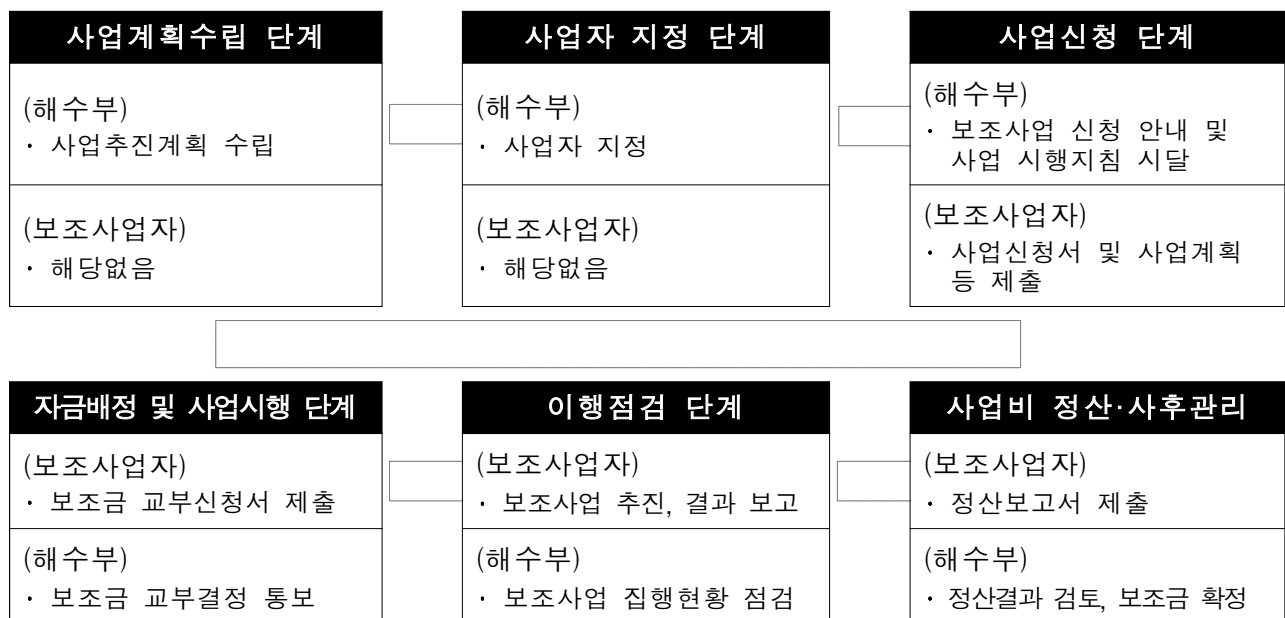 사업계획수립 단계
(해수부)
· 사업추진계획 수립
(보조사업자)
· 해당없음
사업자 지정 단계
(해수부)
· 사업자 지정
(보조사업자)
· 해당없음
사업신청 단계
(해수부)
· 보조사업 신청 안내 및
사업 시행지침 시달
(보조사업자)
· 사업신청서 및 사업계획
등 제출
자금배정 및 사업시행 단계
(보조사업자)
· 보조금 교부신청서 제출
(해수부)
· 보조금 교부결정 통보
이행점검 단계
(보조사업자)
· 보조사업 추진, 결과 보고
(해수부)
· 보조사업 집행현황 점검
사업비 정산·사후관리
(보조사업자)
· 정산보고서 제출
(해수부)
· 정산결과 검토, 보조금 확정